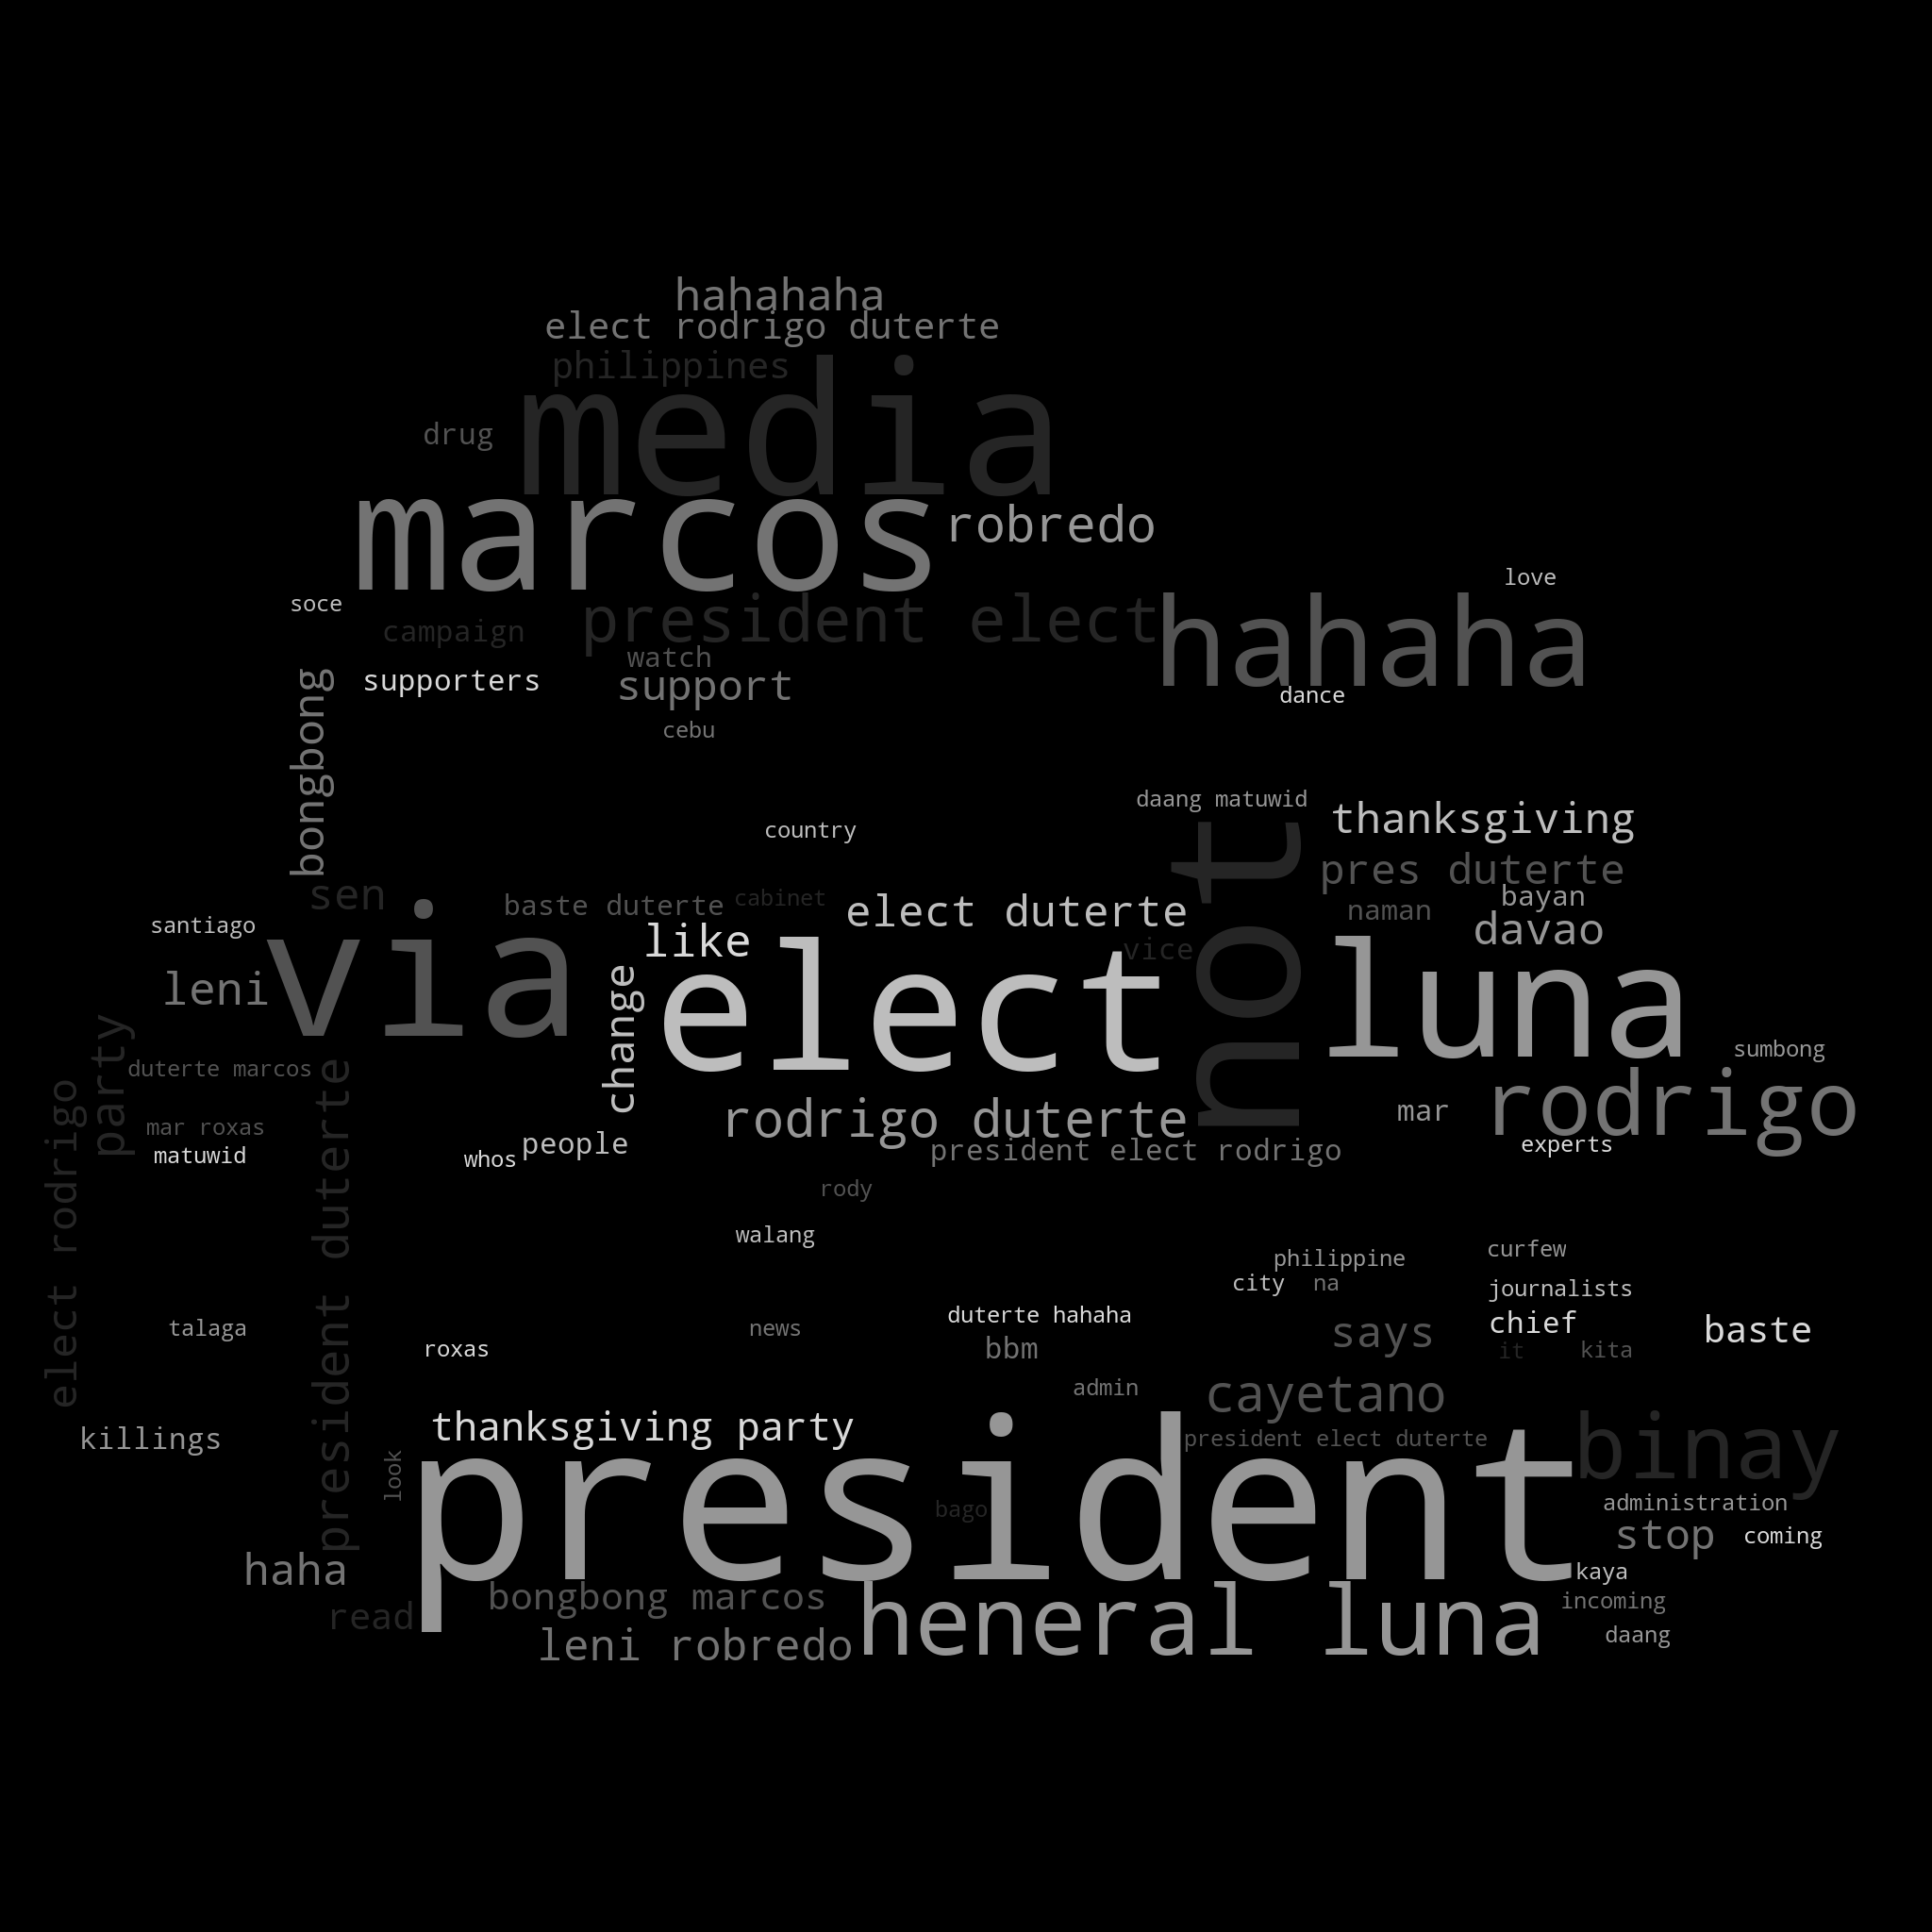 hahahaha
elect rodrigo duterte
philippines
media
drug
marcos
robredo
love
soce
president elect
hahaha
campaign
watch
supporters
support
dance
bongbong
cebu
daang matuwid
thanksgiving
country
not
pres duterte
sen
baste duterte
cabinet
elect duterte
bayan
naman
santiago
via
like
vice
davao
leni
change
elect
luna
party
sumbong
duterte marcos
rodrigo
elect rodrigo
president duterte
mar roxas
rodrigo duterte
mar
matuwid
whos
people
president elect rodrigo
experts
rody
walang
philippine
curfew
city
na
journalists
talaga
news
duterte hahaha
says
chief
baste
roxas
bbm
it
kita
admin
cayetano
killings
thanksgiving party
president elect duterte
binay
look
president
bago
administration
stop
coming
haha
kaya
bongbong marcos
incoming
read
leni robredo
heneral luna
daang